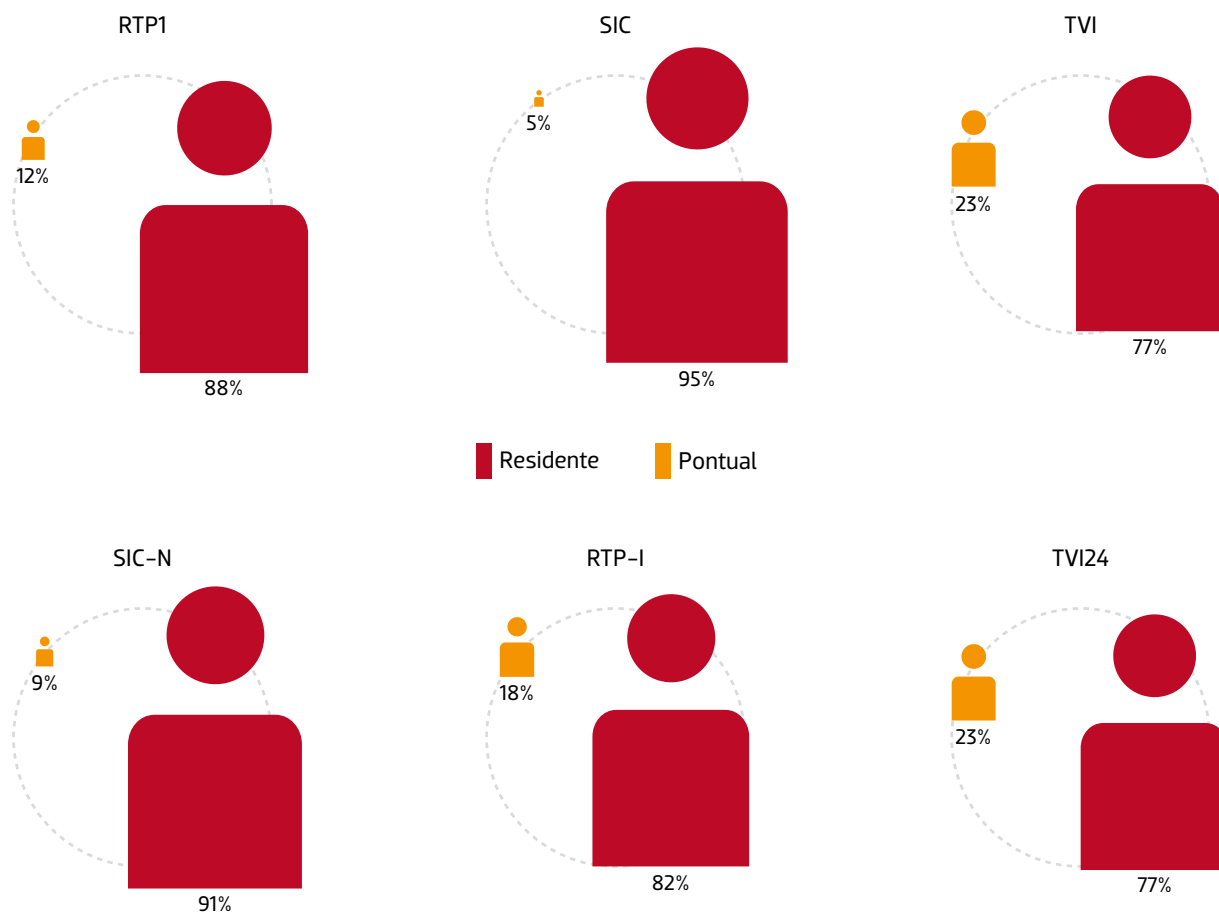 RTP1
SIC
TVI
12%
5%
23%
88%
95%
77%
Residente
Pontual
SIC-N
RTP-I
TVI24
9%
18%
23%
91%
82%
77%